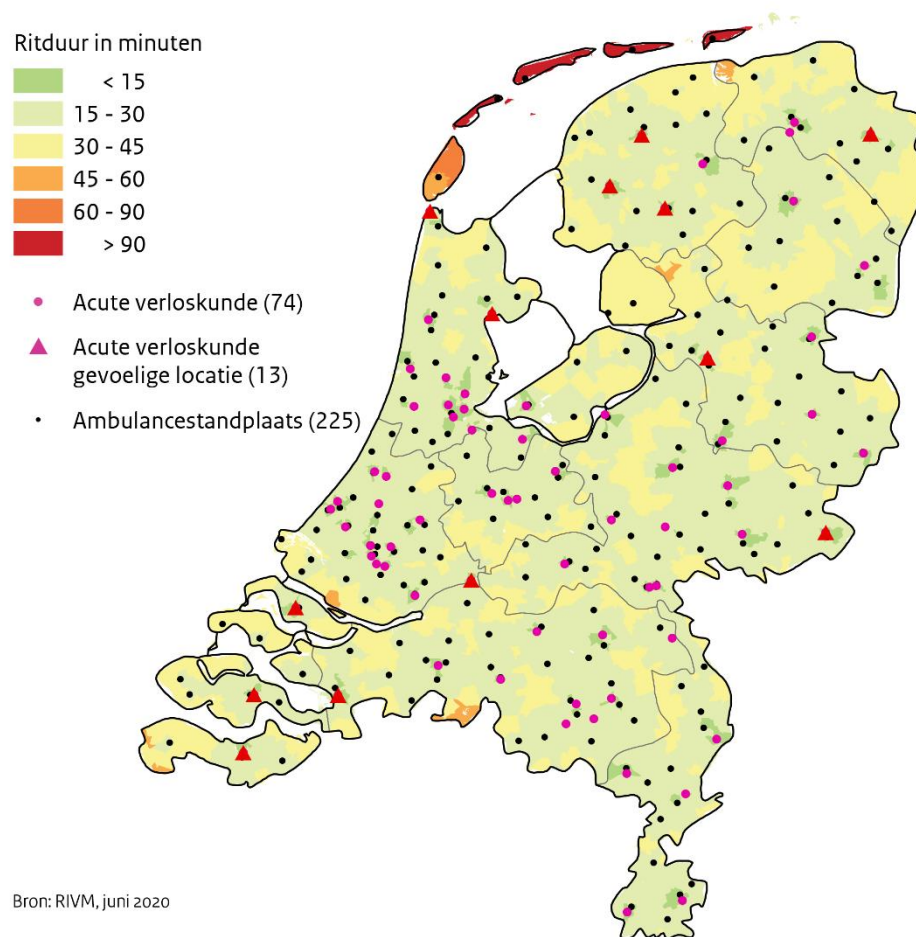 Ritduur in minuten
< 15
15 - 30
30 - 45
45 - 60
60 - 90
> 90
Acute verloskunde (74)
Acute verloskunde
gevoelige locatie (13)
Ambulancestandplaats (225)
Bron: RIVM, juni 2020